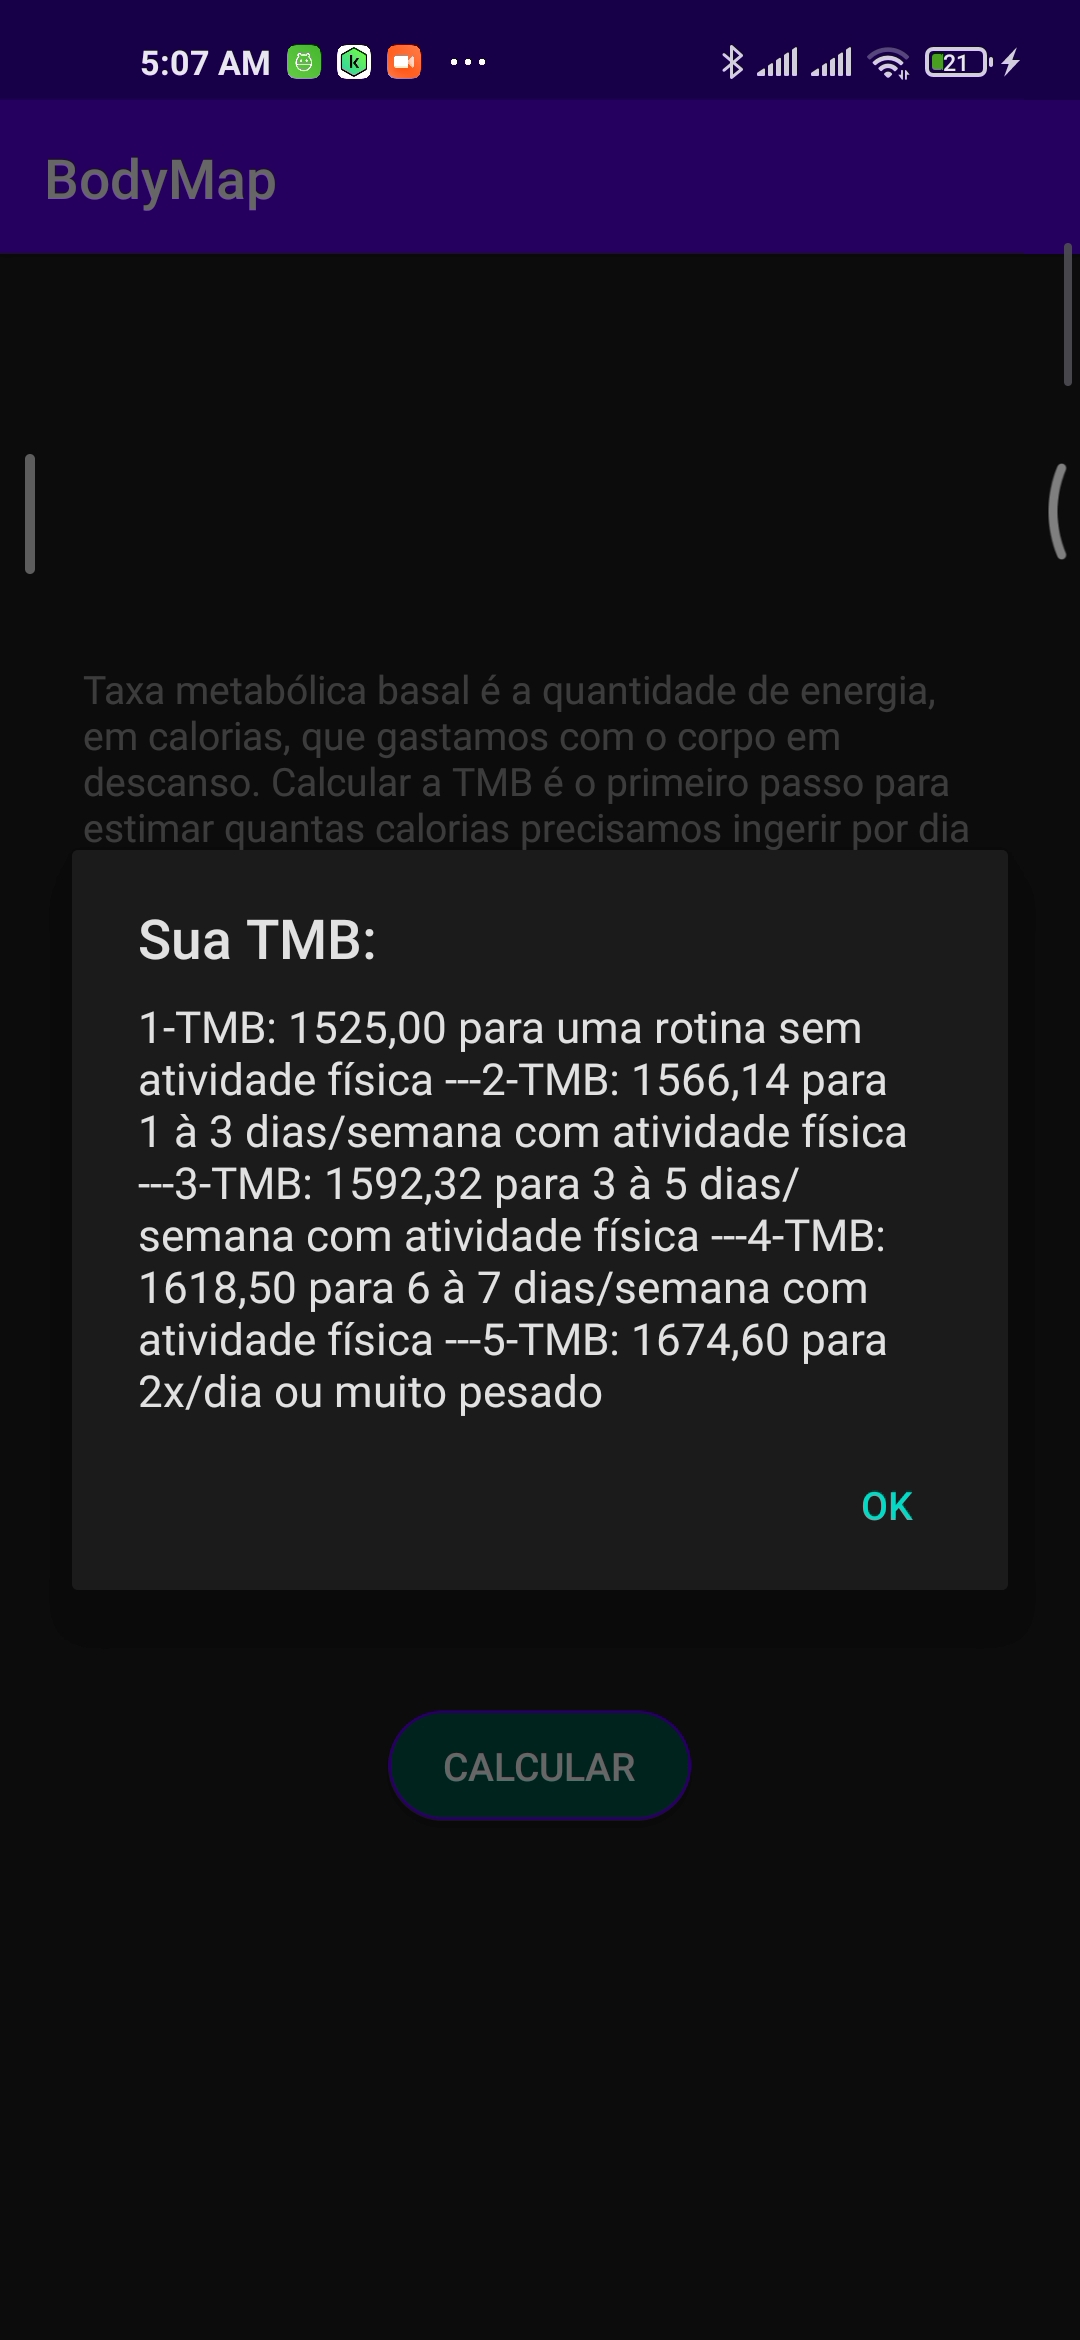 5:07 AM
21
BodyMap
Taxa metabólica basal é a quantidade de energia,
em calorias, que gastamos com o corpo em
descanso. Calcular a TMB é o primeiro passo para
estimar quantas calorias precisamos ingerir por dia
Sua TMB:
1-TMB: 1525,00 para uma rotina sem
atividade física ---2-TMB: 1566,14 para
1 à 3 dias/semana com atividade física
---3-TMB: 1592,32 para 3 à 5 dias/
semana com atividade física ---4-TMB:
1618,50 para 6 à 7 dias/semana com
atividade física ---5-TMB: 1674,60 para
2x/dia ou muito pesado
OK
CALCULAR